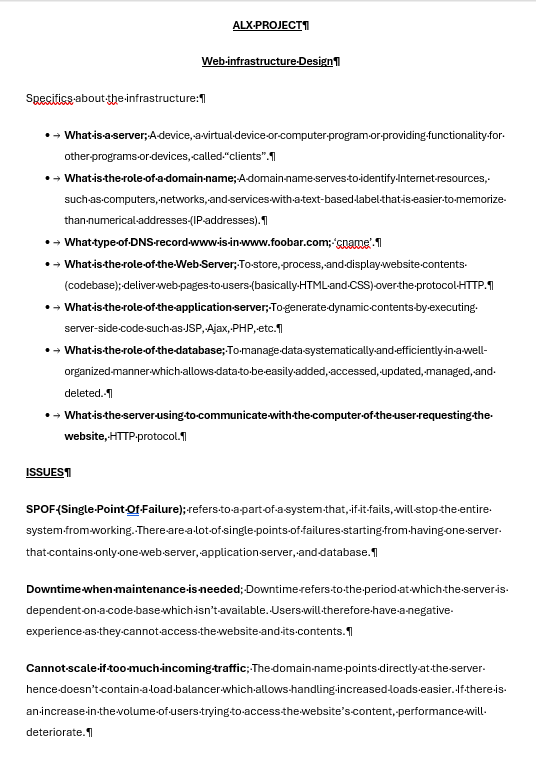 ALX-PROJECT¶
Web·infrastructure·Design¶
Specifics·about·the·infrastructure:¶
•→What·is·a·server;·A·device,·a·virtual·device·or·computer·program·or·providing·functionality·for·
other·programs·or·devices,·called·“clients”.¶
•→What·is·the·role·of·a·domain·name;·A·domain·name·serves·to·identify·Internet·resources,·
such·as·computers,·networks,·and·services·with·a·text-based·label·that·is·easier·to·memorize·
than·numerical·addresses·(IP·addresses).¶
•→What·type·of·DNS·record·www·is·in·www.foobar.com;·‘cname’.¶
•→What·is·the·role·of·the·Web·Server;·To·store,·process,·and·display·website·contents·
(codebase);·deliver·web·pages·to·users·(basically·HTML·and·CSS)·over·the·protocol·HTTP.¶
•→What·is·the·role·of·the·application·server;·To·generate·dynamic·contents·by·executing·
server-side·code·such·as·JSP,·Ajax,·PHP,·etc.¶
•→What·is·the·role·of·the·database;·To·manage·data·systematically·and·efficiently·in·a·well-
organized·manner·which·allows·data·to·be·easily·added,·accessed,·updated,·managed,·and·
deleted.·¶
•→What·is·the·server·using·to·communicate·with·the·computer·of·the·user·requesting·the·
website,·HTTP·protocol.¶
ISSUES¶
SPOF·(Single·Point·Of·Failure);·refers·to·a·part·of·a·system·that,·if·it·fails,·will·stop·the·entire·
system·from·working.·There·are·a·lot·of·single·points·of·failures·starting·from·having·one·server·
that·contains·only·one·web·server,·application·server,·and·database.¶
Downtime·when·maintenance·is·needed;·Downtime·refers·to·the·period·at·which·the·server·is·
dependent·on·a·code·base·which·isn’t·available.·Users·will·therefore·have·a·negative·
experience·as·they·cannot·access·the·website·and·its·contents.¶
Cannot·scale·if·too·much·incoming·traffic;·The·domain·name·points·directly·at·the·server·
hence·doesn’t·contain·a·load·balancer·which·allows·handling·increased·loads·easier.·If·there·is·
an·increase·in·the·volume·of·users·trying·to·access·the·website’s·content,·performance·will·
deteriorate.¶